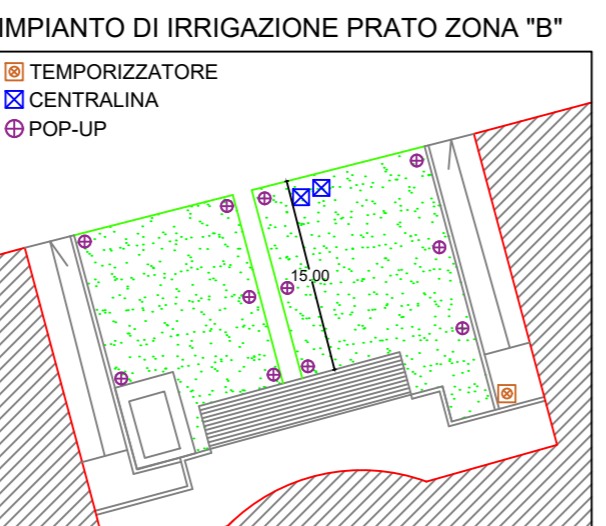 IMPIANTO DI IRRIGAZIONE PRATO ZONA "B"
TEMPORIZZATORE
CENTRALINA
POP-UP
15.00